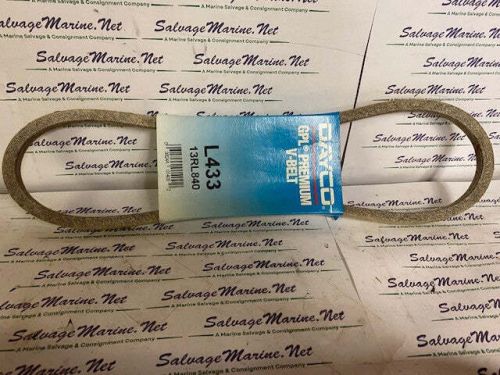 SalvageMarine.Net
A Marine Salvage & Consignment Company
DAYCO
GPL-PREMIUM
V-BELT
L433
13RL840